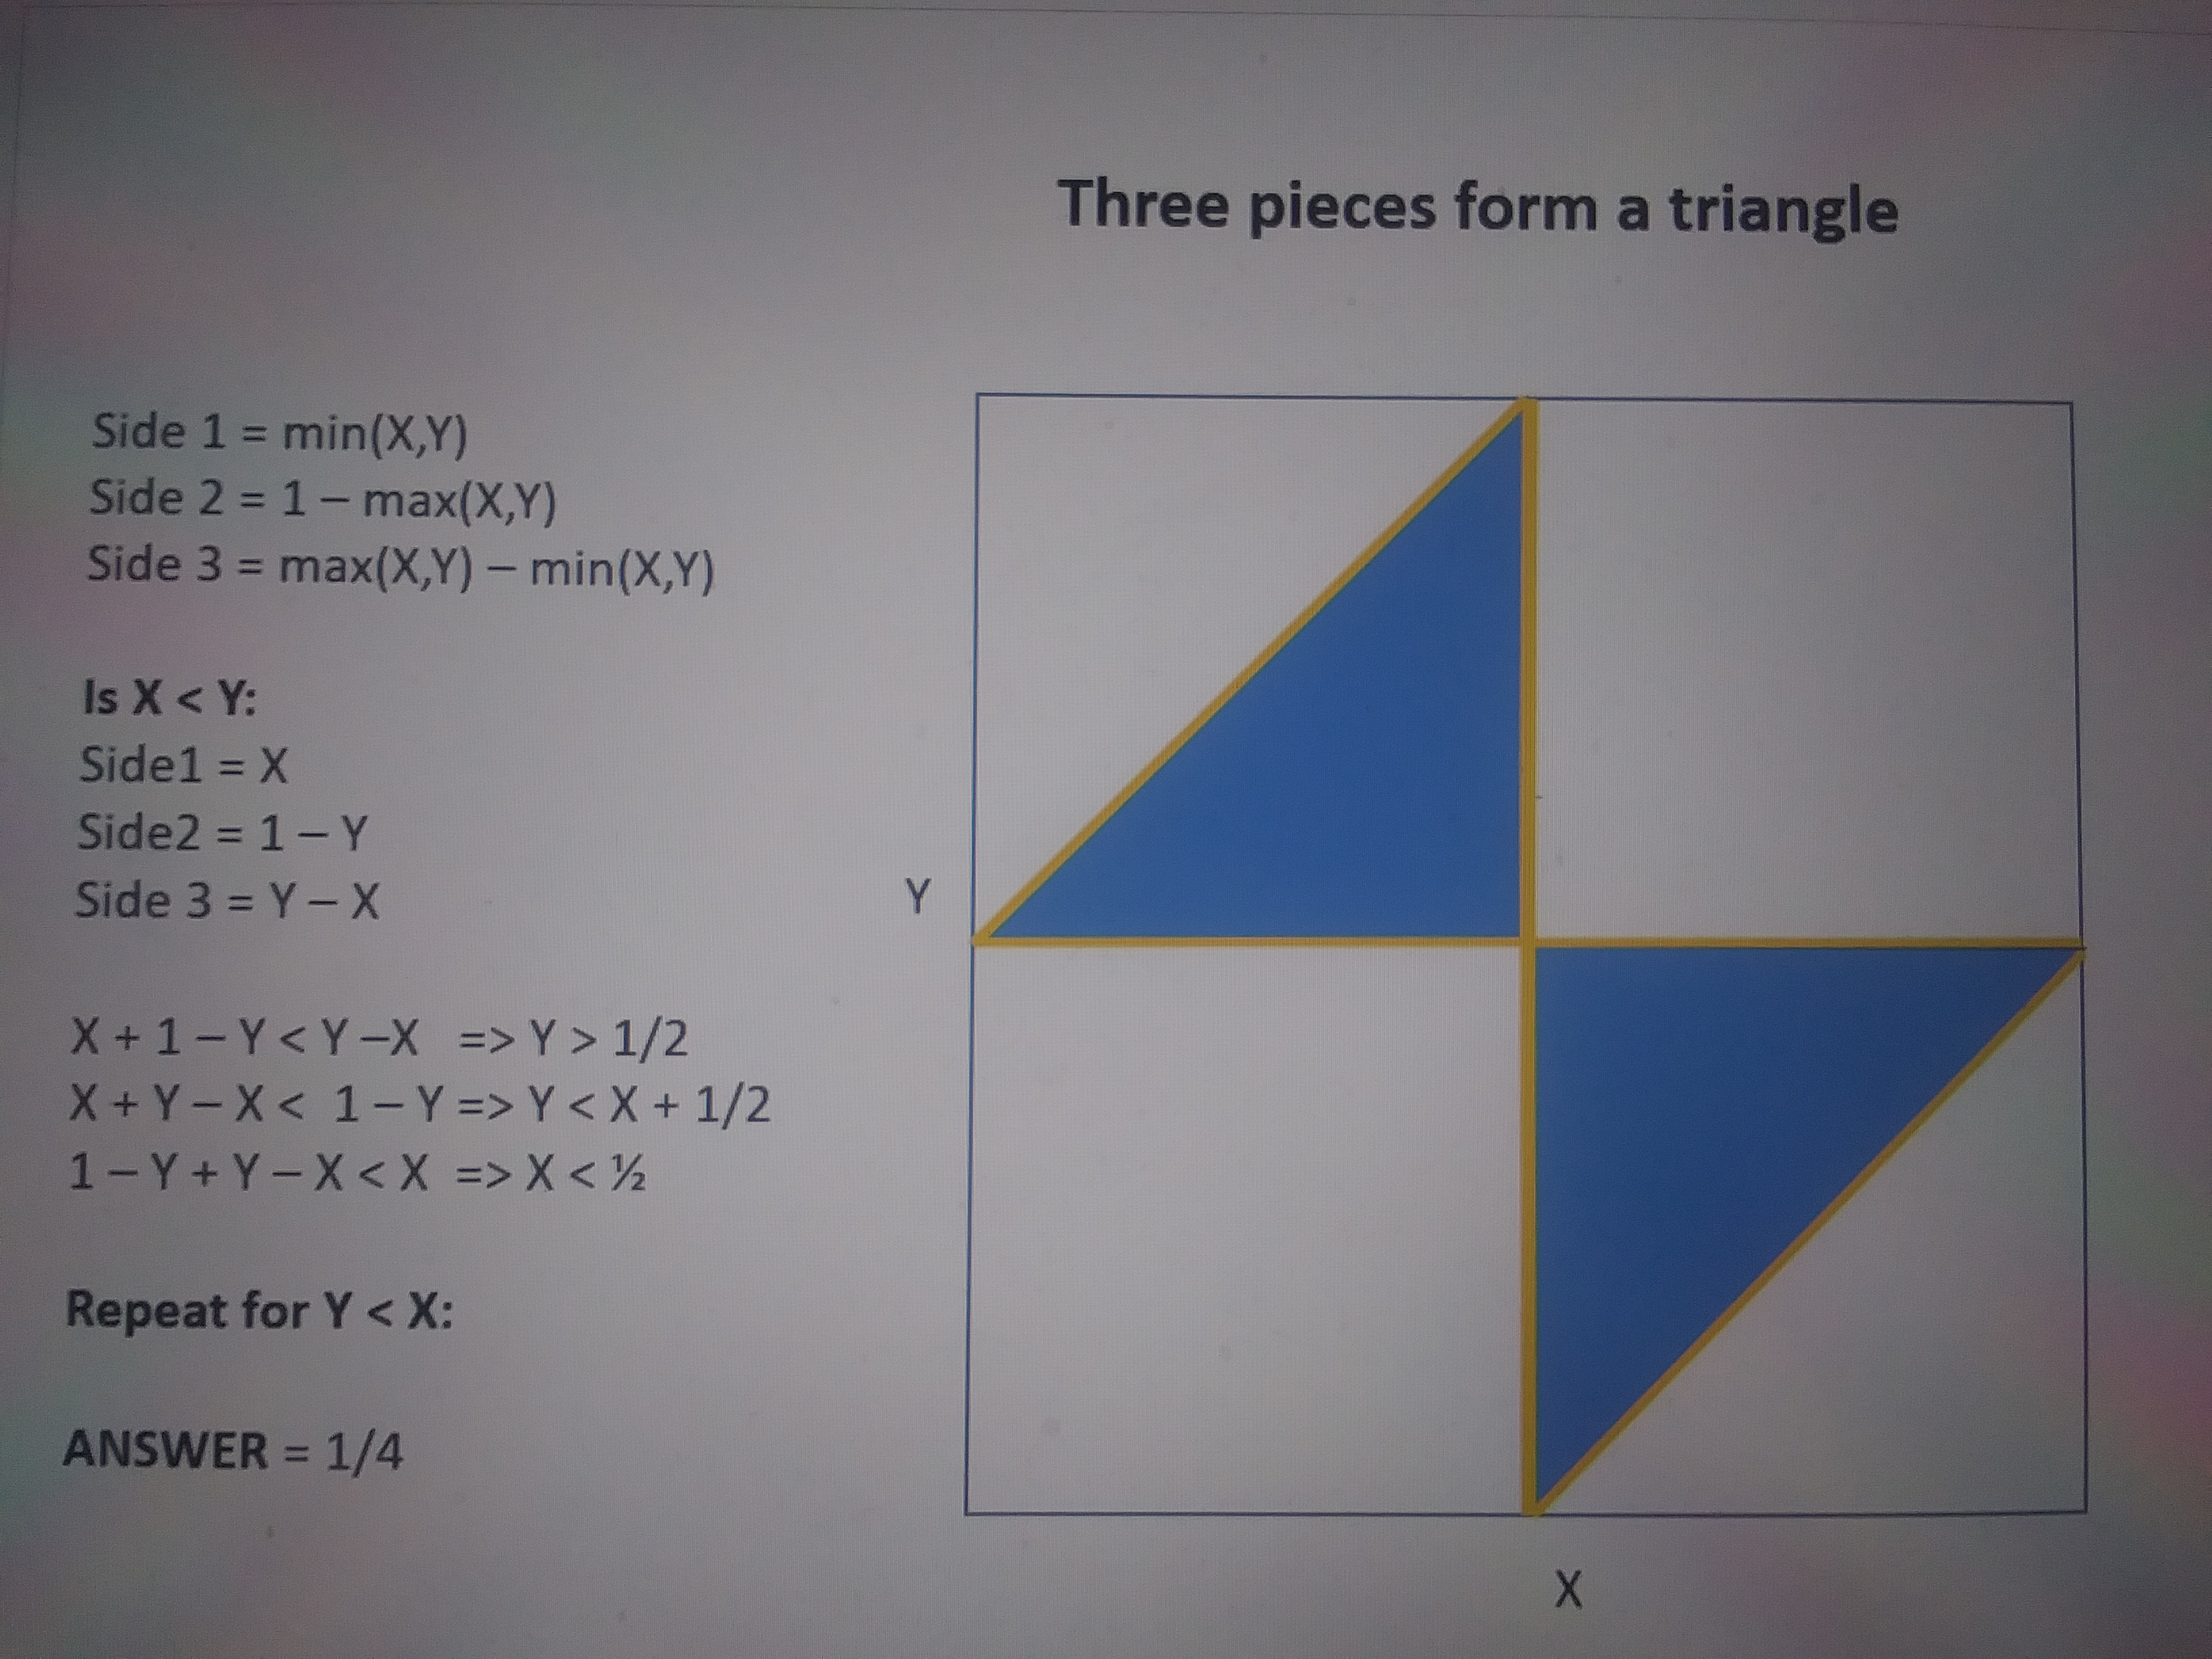 Three pieces form a triangle
Side 1 = min(X,Y)
Side 2 = 1 – max(X,Y)
Side 3 = max(X,Y) – min(X,Y)
Is X < Y:
Side1 = X
Side2 = 1 – Y
Side 3 = Y – X
X + 1 – Y < Y –X => Y > 1/2
X + Y – X < 1 – Y => Y < X + 1/2
1 – Y + Y – X < X => X < ½
Repeat for Y < X:
ANSWER = 1/4
Y
X